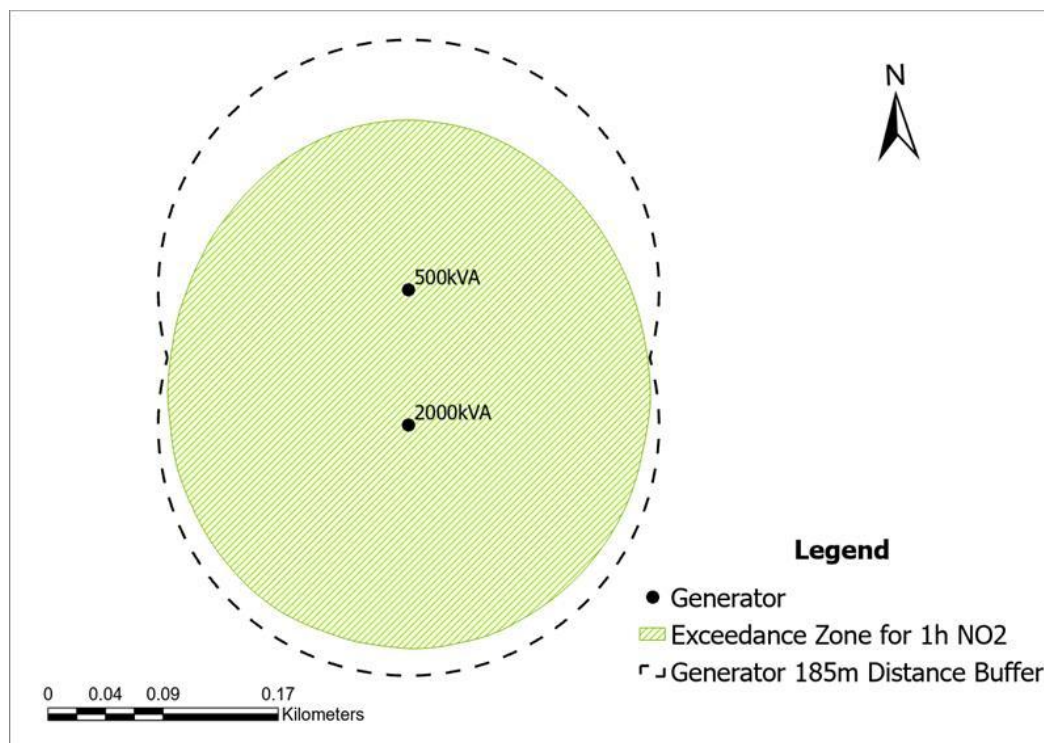 N
500kVA
2000kVA
Legend
Generator
Exceedance Zone for 1h NO2
Generator 185m Distance Buffer
0 0.04 0.09 0.17
Kilometers